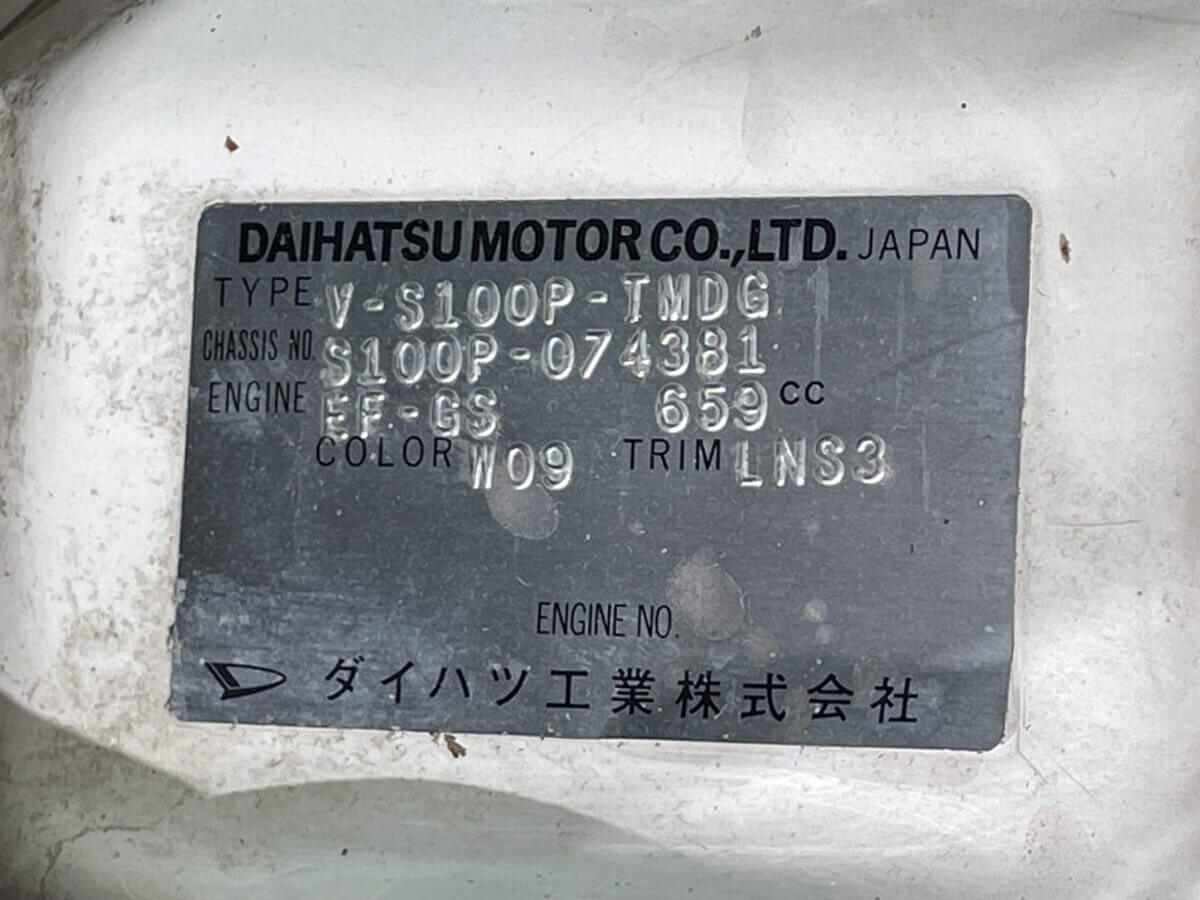 DAIHATSU MOTOR CO.,LTD. JAPAN
TYPE V-S100P-TMDG
CHASSIS NO. S100P-074381
ENGINE EF-GS 659 CC
COLOR W09 TRIM LNS3
ENGINE NO.
ダイハツ工業株式会社